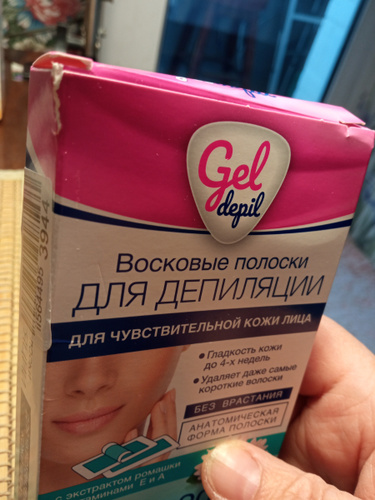 Gel
depil
Восковые полоски
ДЛЯ ДЕПИЛЯЦИИ
ДЛЯ ЧУВСТВИТЕЛЬНОЙ КОЖИ ЛИЦА
• Гладкость кожи
до 4-х недель
• Удаляет даже самые
короткие волоски
БЕЗ ВРАСТАНИЯ
АНАТОМИЧЕСКАЯ
ФОРМА ПОЛОСКИ
с экстрактом ромашки
витаминами Е и А